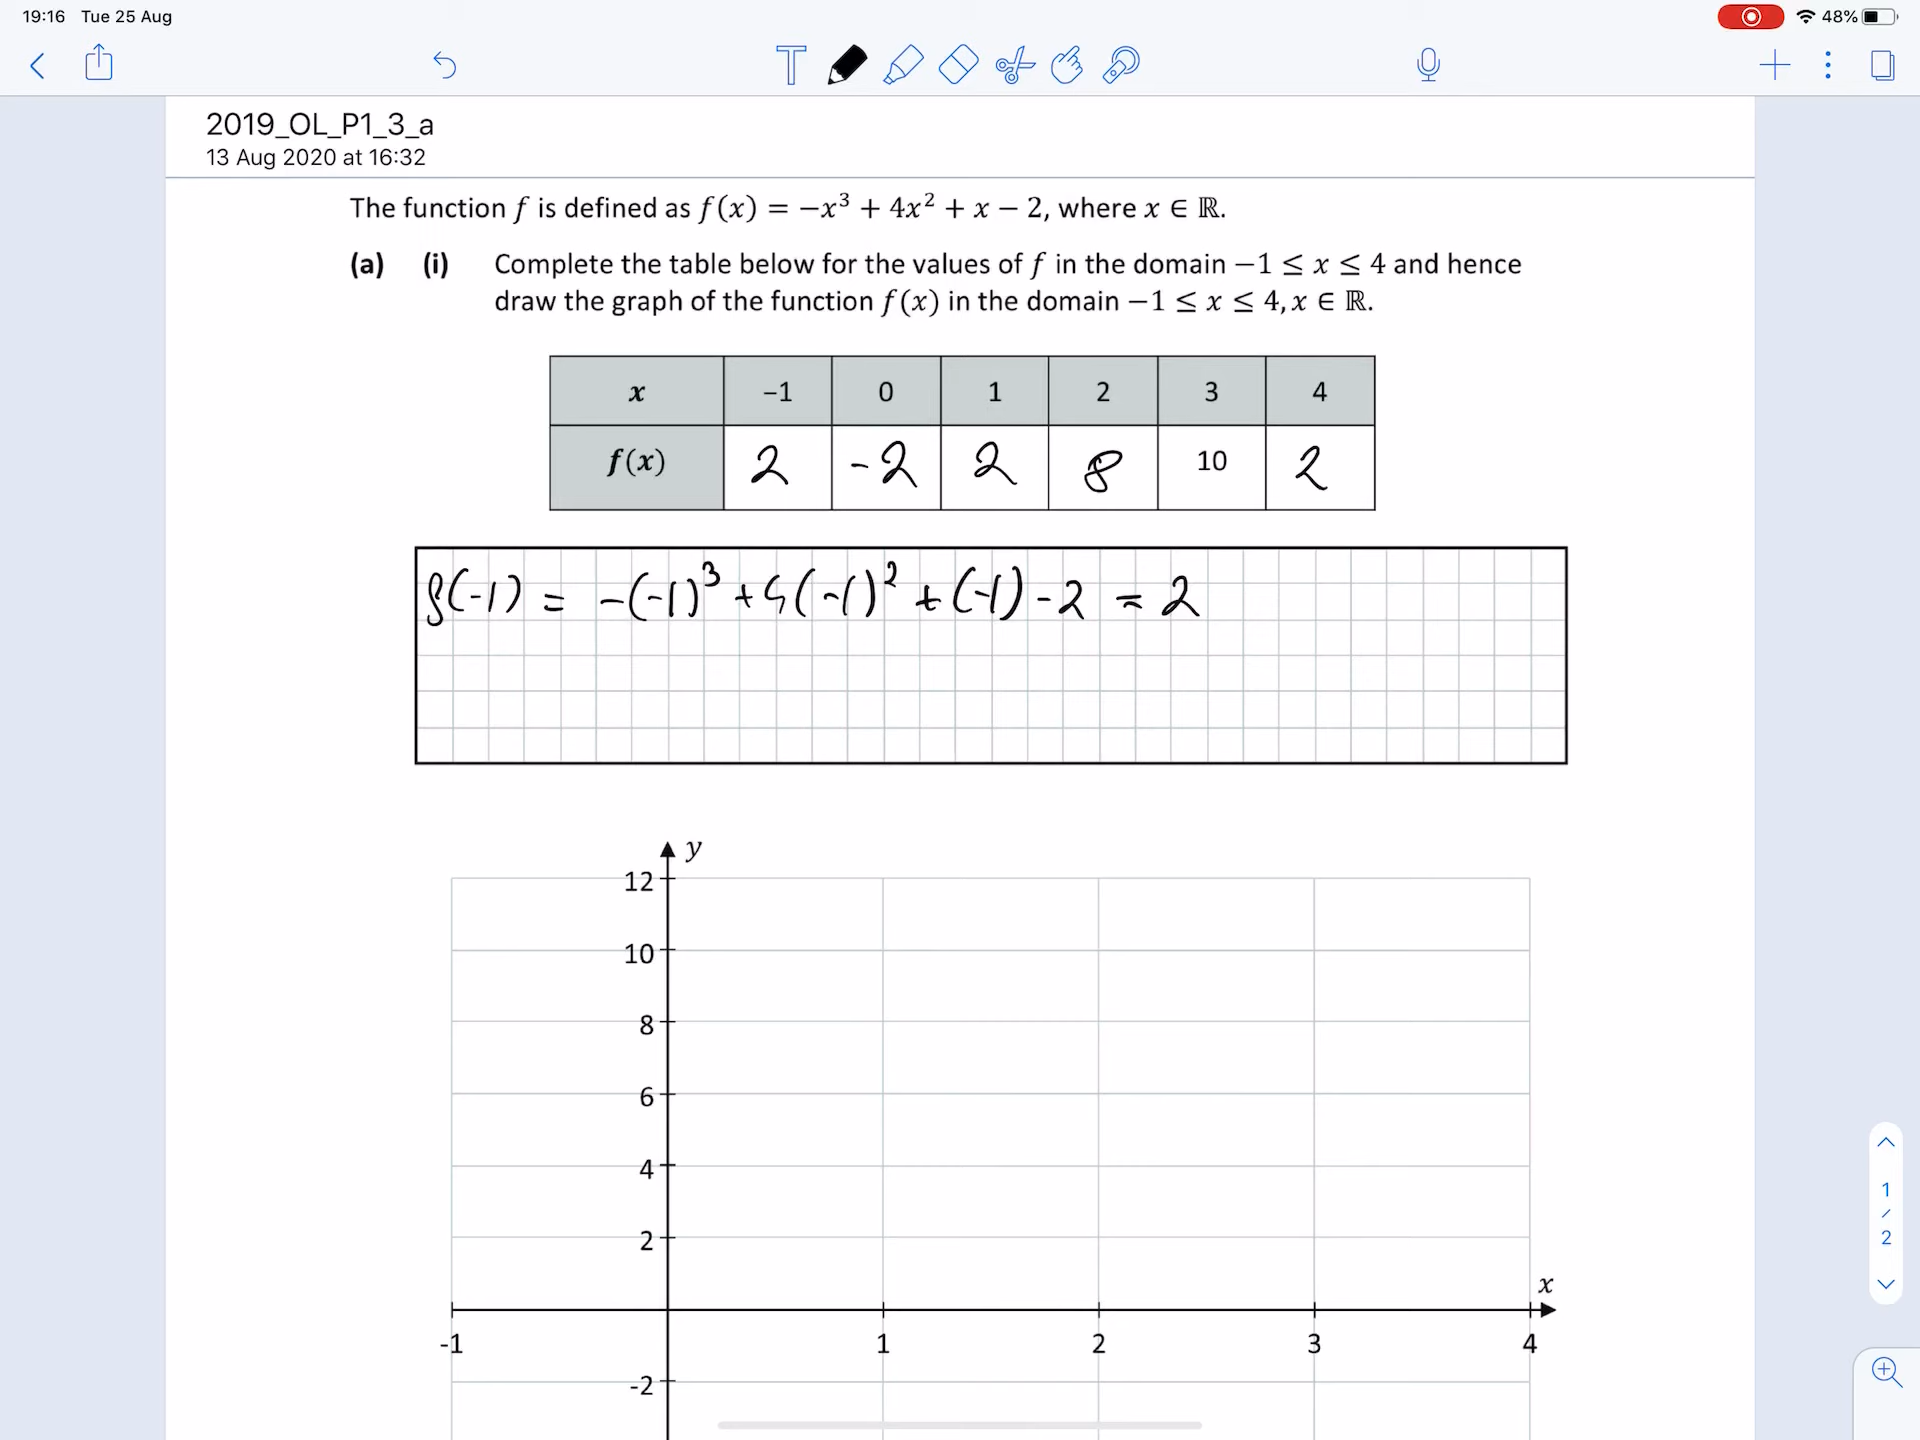 19:16 Tue 25 Aug
48%
2019_OL_P1_3_a
13 Aug 2020 at 16:32
The function f is defined as f(x) = −x³ + 4x² + x − 2, where x ∈ ℝ.
(a) (i) Complete the table below for the values of f in the domain −1 ≤ x ≤ 4 and hence
draw the graph of the function f(x) in the domain −1 ≤ x ≤ 4, x ∈ ℝ.
x −1 0 1 2 3 4
f(x) 2 -2 2 8 10 2
f(-1) = -(-1)³ + 4(-1)² + (-1) - 2 = 2
y
12
10
8
6
4
2
x
-1 1 2 3 4
-2
1
/
2